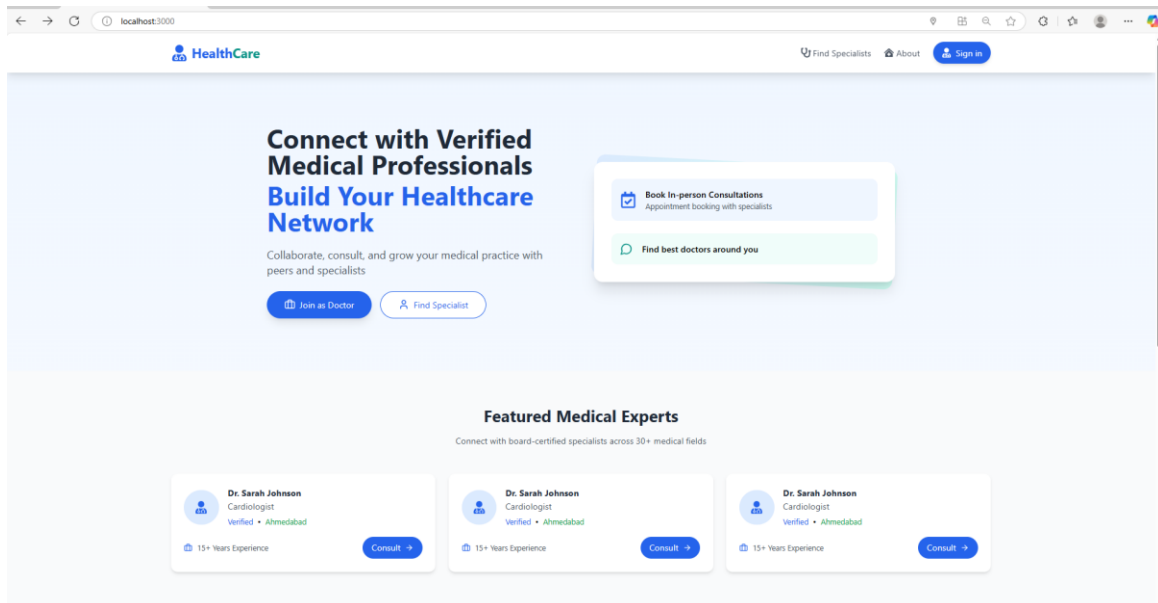 localhost:3000
HealthCare
Find Specialists
About
Sign in
Connect with Verified
Medical Professionals
Build Your Healthcare
Network
Collaborate, consult, and grow your medical practice with
peers and specialists
Join as Doctor
Find Specialist
Book In-person Consultations
Appointment booking with specialists
Find best doctors around you
Featured Medical Experts
Connect with board-certified specialists across 30+ medical fields
Dr. Sarah Johnson
Cardiologist
Verified • Ahmedabad
15+ Years Experience
Consult →
Dr. Sarah Johnson
Cardiologist
Verified • Ahmedabad
15+ Years Experience
Consult →
Dr. Sarah Johnson
Cardiologist
Verified • Ahmedabad
15+ Years Experience
Consult →